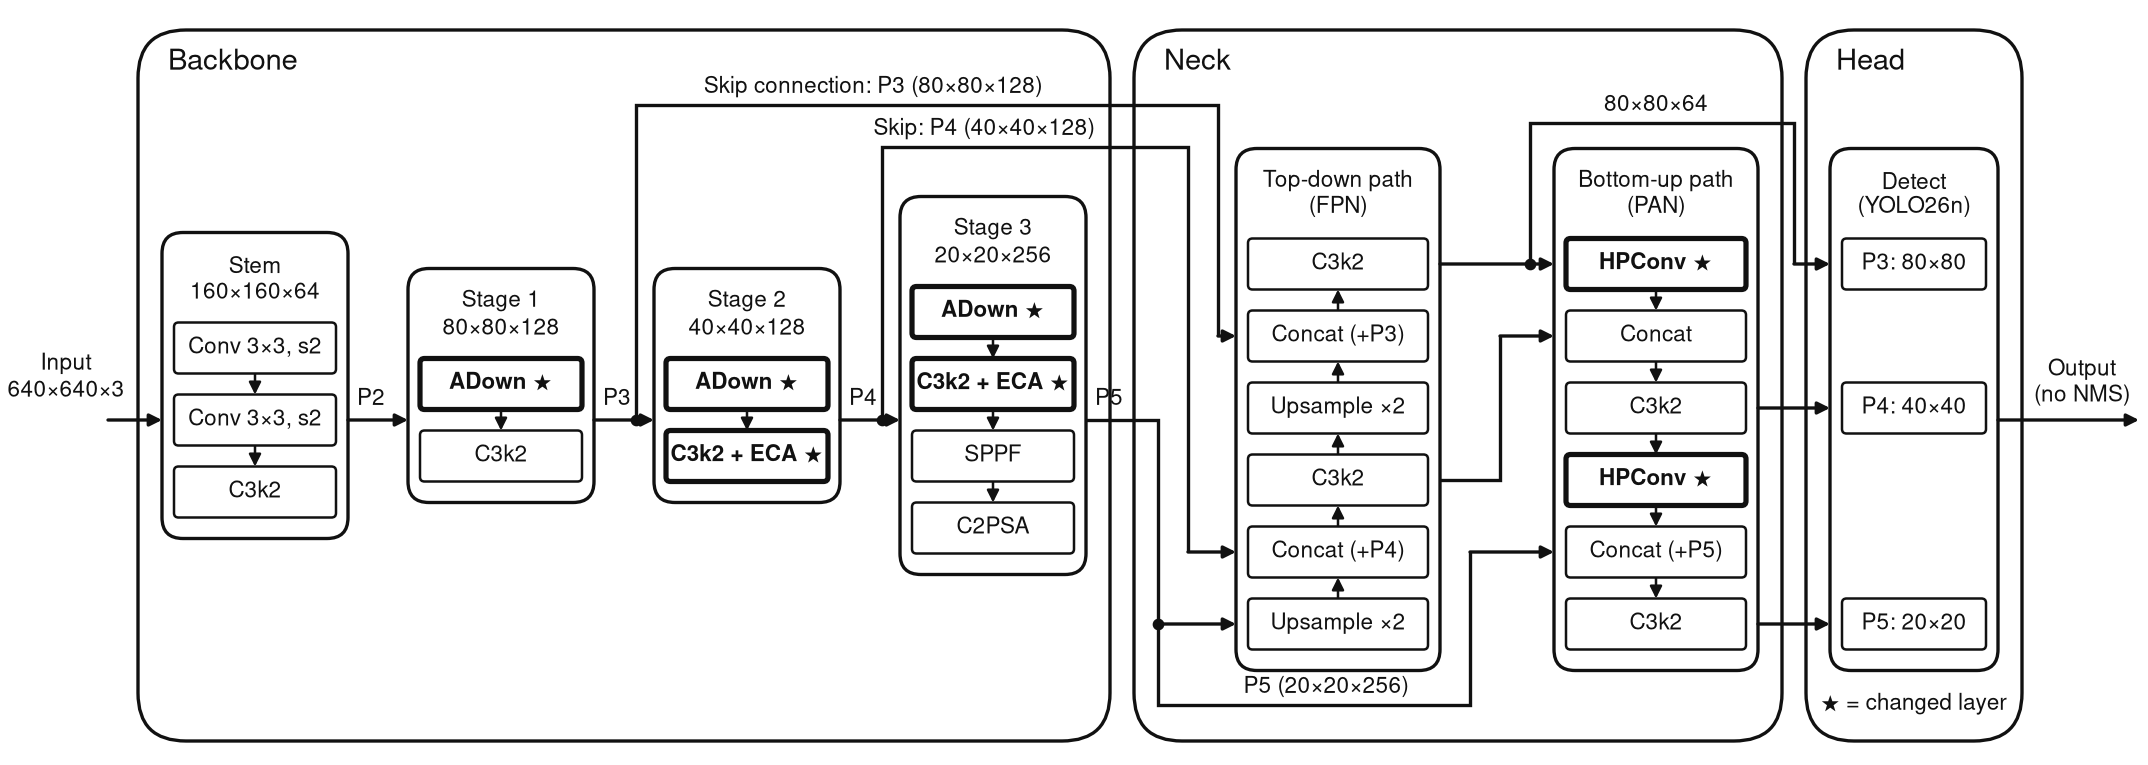 Backbone
Neck
Head
Skip connection: P3 (80×80×128)
Skip: P4 (40×40×128)
80×80×64
Input
640×640×3
Stem
160×160×64
Conv 3×3, s2
Conv 3×3, s2
C3k2
P2
Stage 1
80×80×128
ADown ★
C3k2
P3
Stage 2
40×40×128
ADown ★
C3k2 + ECA ★
P4
Stage 3
20×20×256
ADown ★
C3k2 + ECA ★
SPPF
C2PSA
P5
Top-down path
(FPN)
C3k2
Concat (+P3)
Upsample ×2
C3k2
Concat (+P4)
Upsample ×2
P5 (20×20×256)
Bottom-up path
(PAN)
HPConv ★
Concat
C3k2
HPConv ★
Concat (+P5)
C3k2
Detect
(YOLO26n)
P3: 80×80
P4: 40×40
P5: 20×20
★ = changed layer
Output
(no NMS)